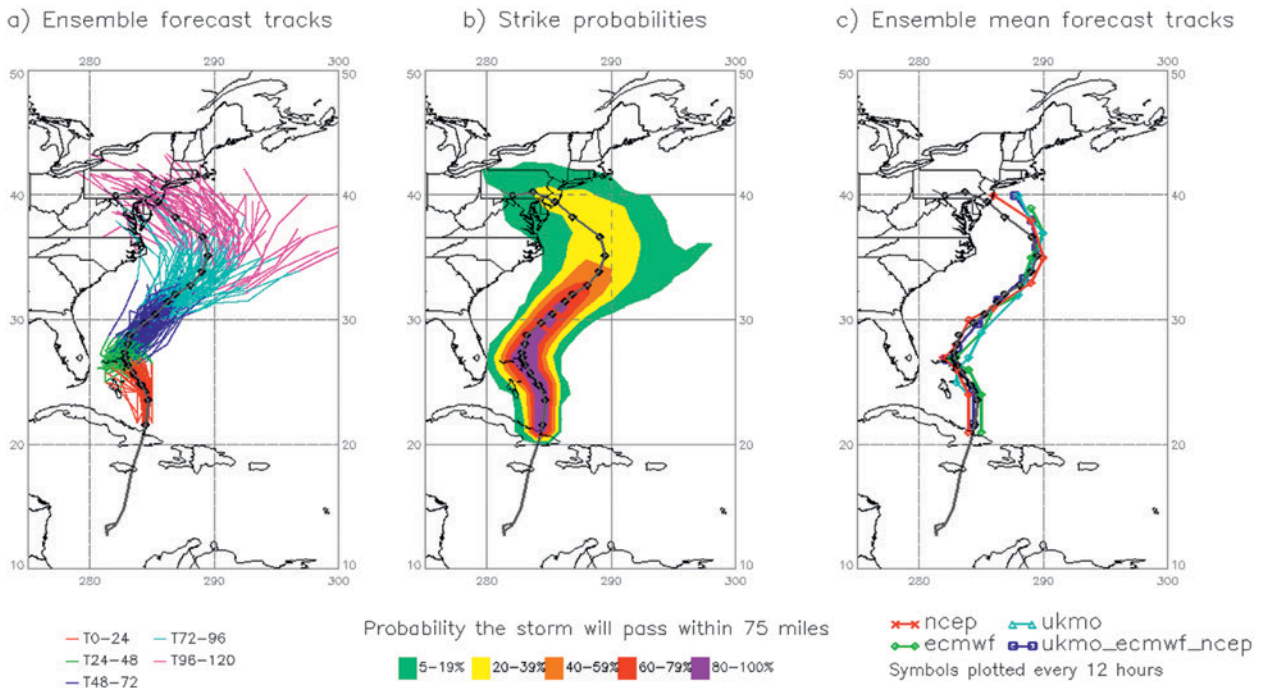 a) Ensemble forecast tracks
b) Strike probabilities
c) Ensemble mean forecast tracks
280 290 300
280 290 300
280 290 300
50 50
40 40
30 30
20 20
10 10
280 290 300
50 50
40 40
30 30
20 20
10 10
280 290 300
50 50
40 40
30 30
20 20
10 10
280 290 300
T0-24
T24-48
T48-72
T72-96
T96-120
Probability the storm will pass within 75 miles
5-19% 20-39% 40-59% 60-79% 80-100%
ncep
ukmo
ecmwf
ukmo_ecmwf_ncep
Symbols plotted every 12 hours